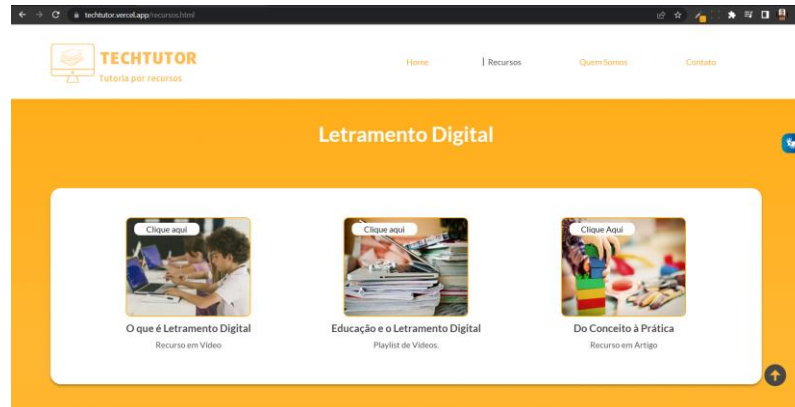 techtutor.vercel.app/recursos.html
TECHTUTOR
Tutoria por recursos
Home
Recursos
Quem Somos
Contato
Letramento Digital
Clique aqui
Clique aqui
Clique Aqui
O que é Letramento Digital
Educação e o Letramento Digital
Do Conceito à Prática
Recurso em Vídeo
Playlist de Vídeos.
Recurso em Artigo